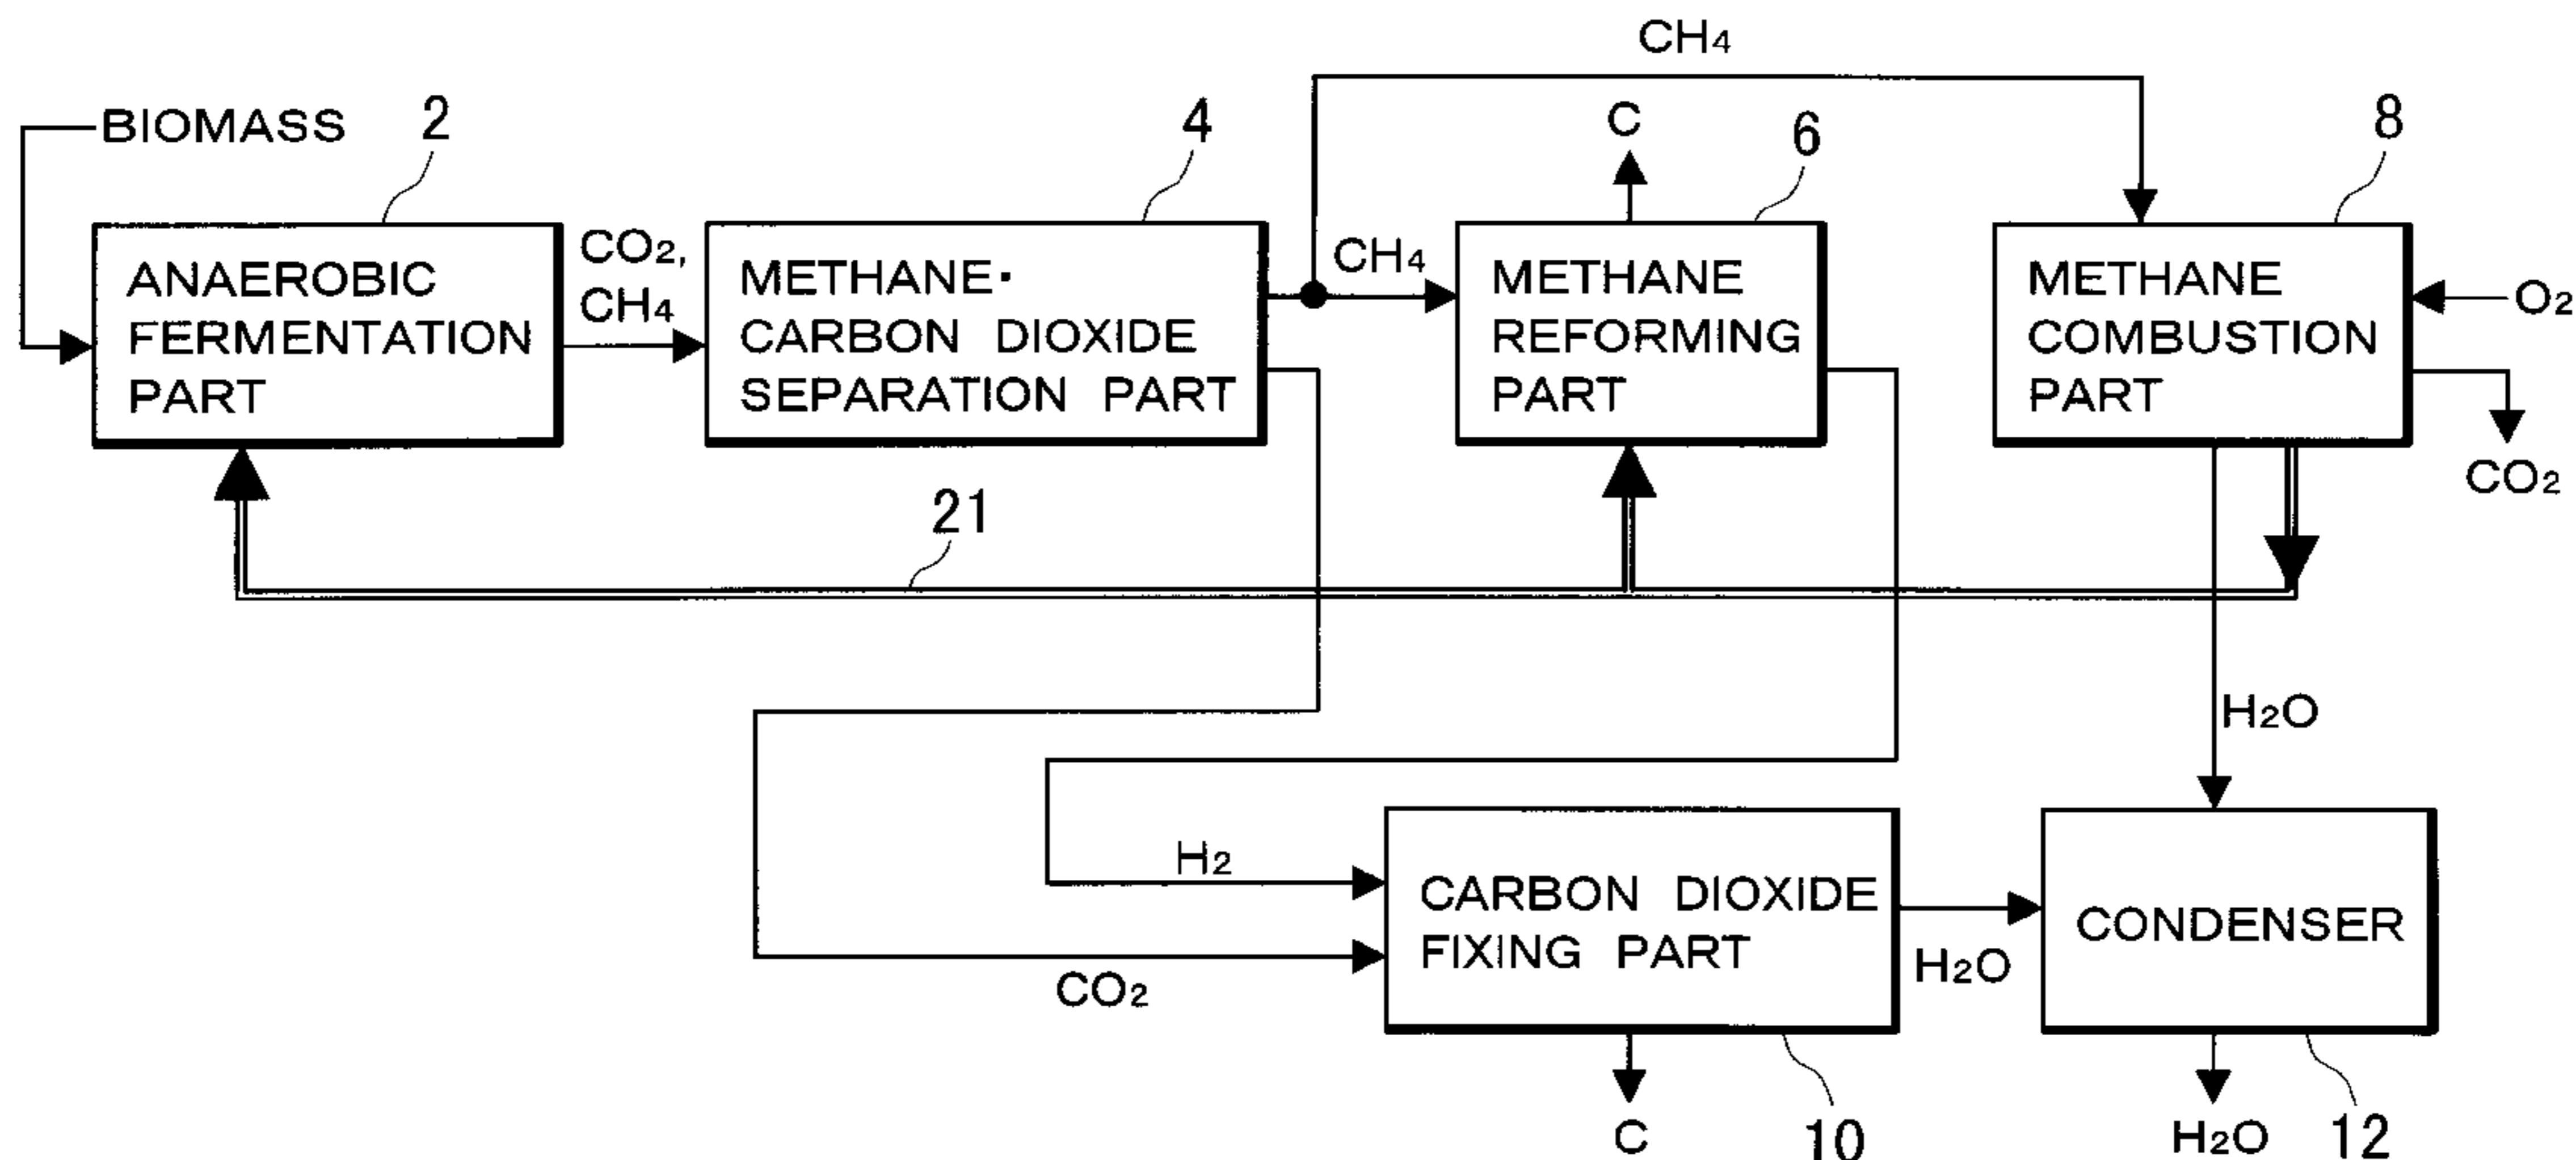 CH4
BIOMASS
2
4
C
6
8
ANAEROBIC
FERMENTATION
PART
CO2,
CH4
METHANE·
CARBON DIOXIDE
SEPARATION PART
CH4
METHANE
REFORMING
PART
METHANE
COMBUSTION
PART
O2
CO2
21
H2O
H2
CO2
CARBON DIOXIDE
FIXING PART
H2O
CONDENSER
C
10
H2O
12